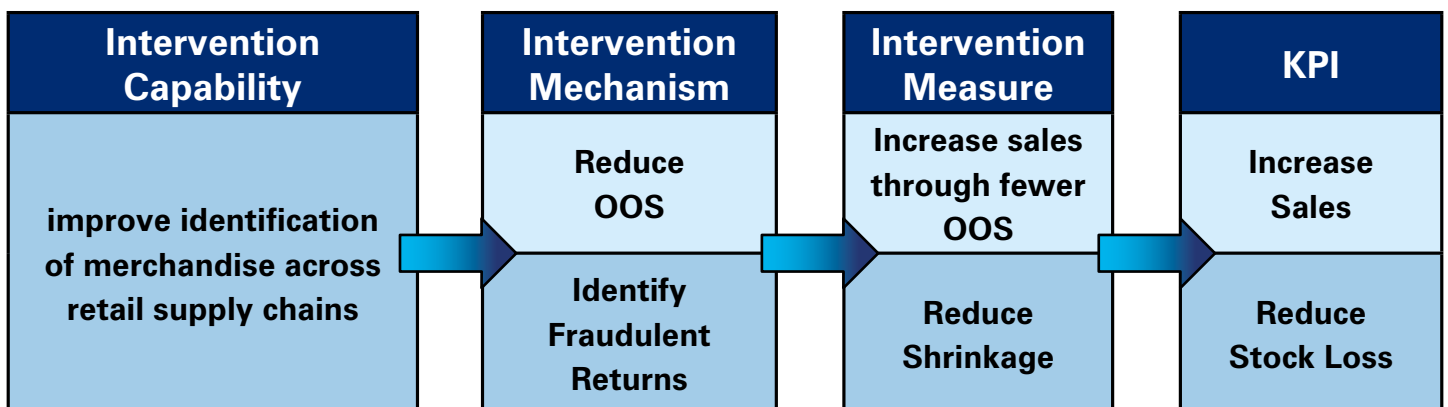 Intervention
Capability
improve identification
of merchandise across
retail supply chains
Intervention
Mechanism
Reduce
OOS
Identify
Fraudulent
Returns
Intervention
Measure
Increase sales
through fewer
OOS
Reduce
Shrinkage
KPI
Increase
Sales
Reduce
Stock Loss